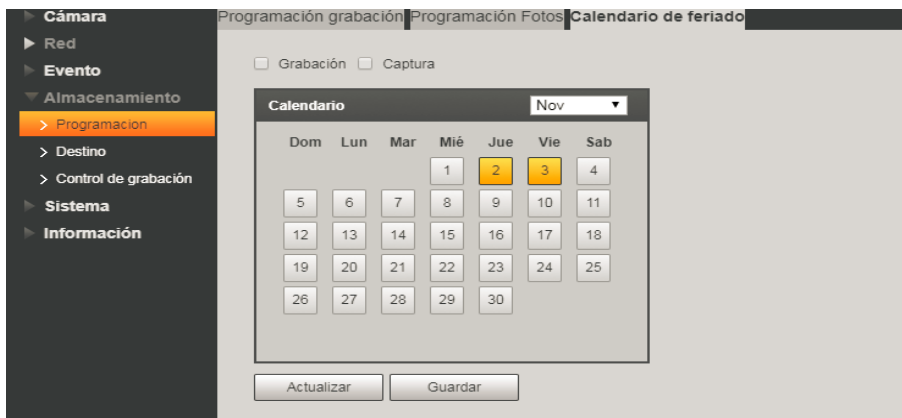 Cámara
Red
Evento
Almacenamiento
> Programacion
> Destino
> Control de grabación
Sistema
Información
Programación grabación Programación Fotos Calendario de feriado
Grabación Captura
Calendario Nov
Dom Lun Mar Mié Jue Vie Sab
1 2 3 4
5 6 7 8 9 10 11
12 13 14 15 16 17 18
19 20 21 22 23 24 25
26 27 28 29 30
Actualizar Guardar